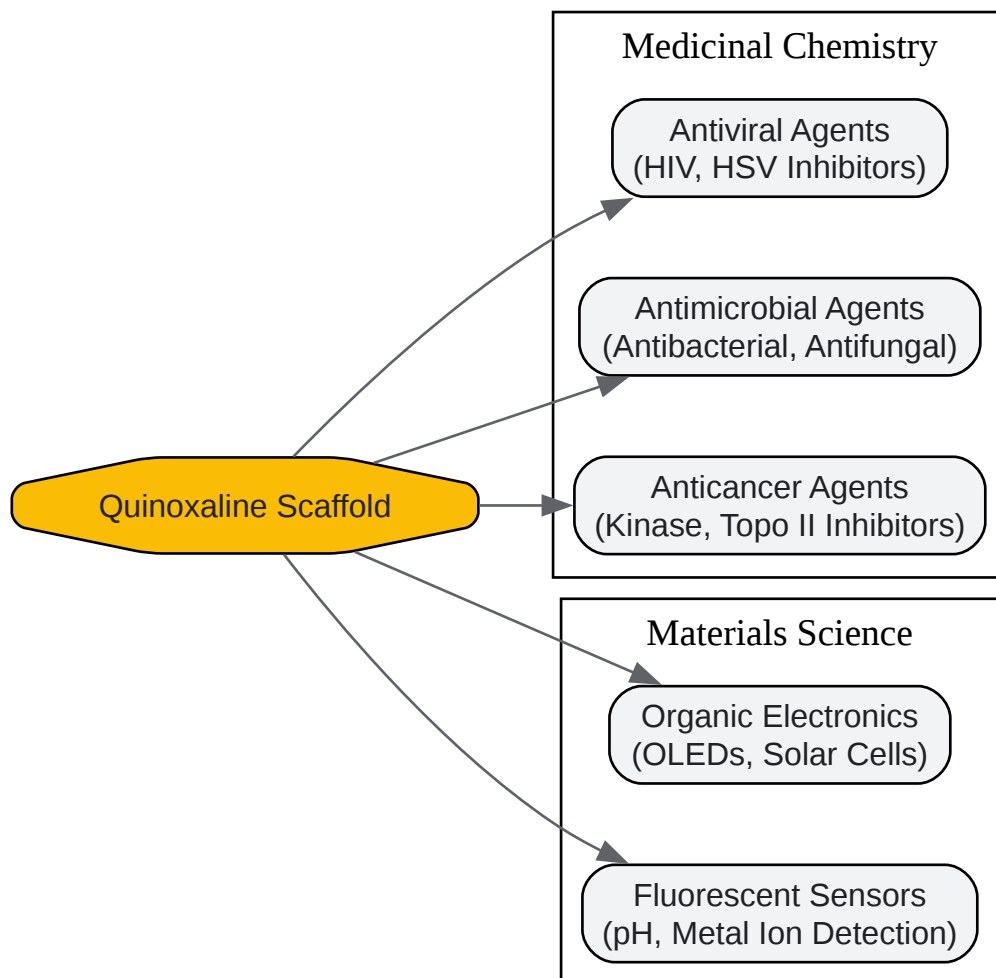 Medicinal Chemistry
Antiviral Agents
(HIV, HSV Inhibitors)
Antimicrobial Agents
(Antibacterial, Antifungal)
Quinoxaline Scaffold
Anticancer Agents
(Kinase, Topo II Inhibitors)
Materials Science
Organic Electronics
(OLEDs, Solar Cells)
Fluorescent Sensors
(pH, Metal Ion Detection)